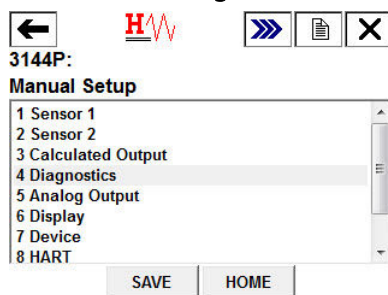 H
3144P:
Manual Setup
1 Sensor 1
2 Sensor 2
3 Calculated Output
4 Diagnostics
5 Analog Output
6 Display
7 Device
8 HART
SAVE HOME